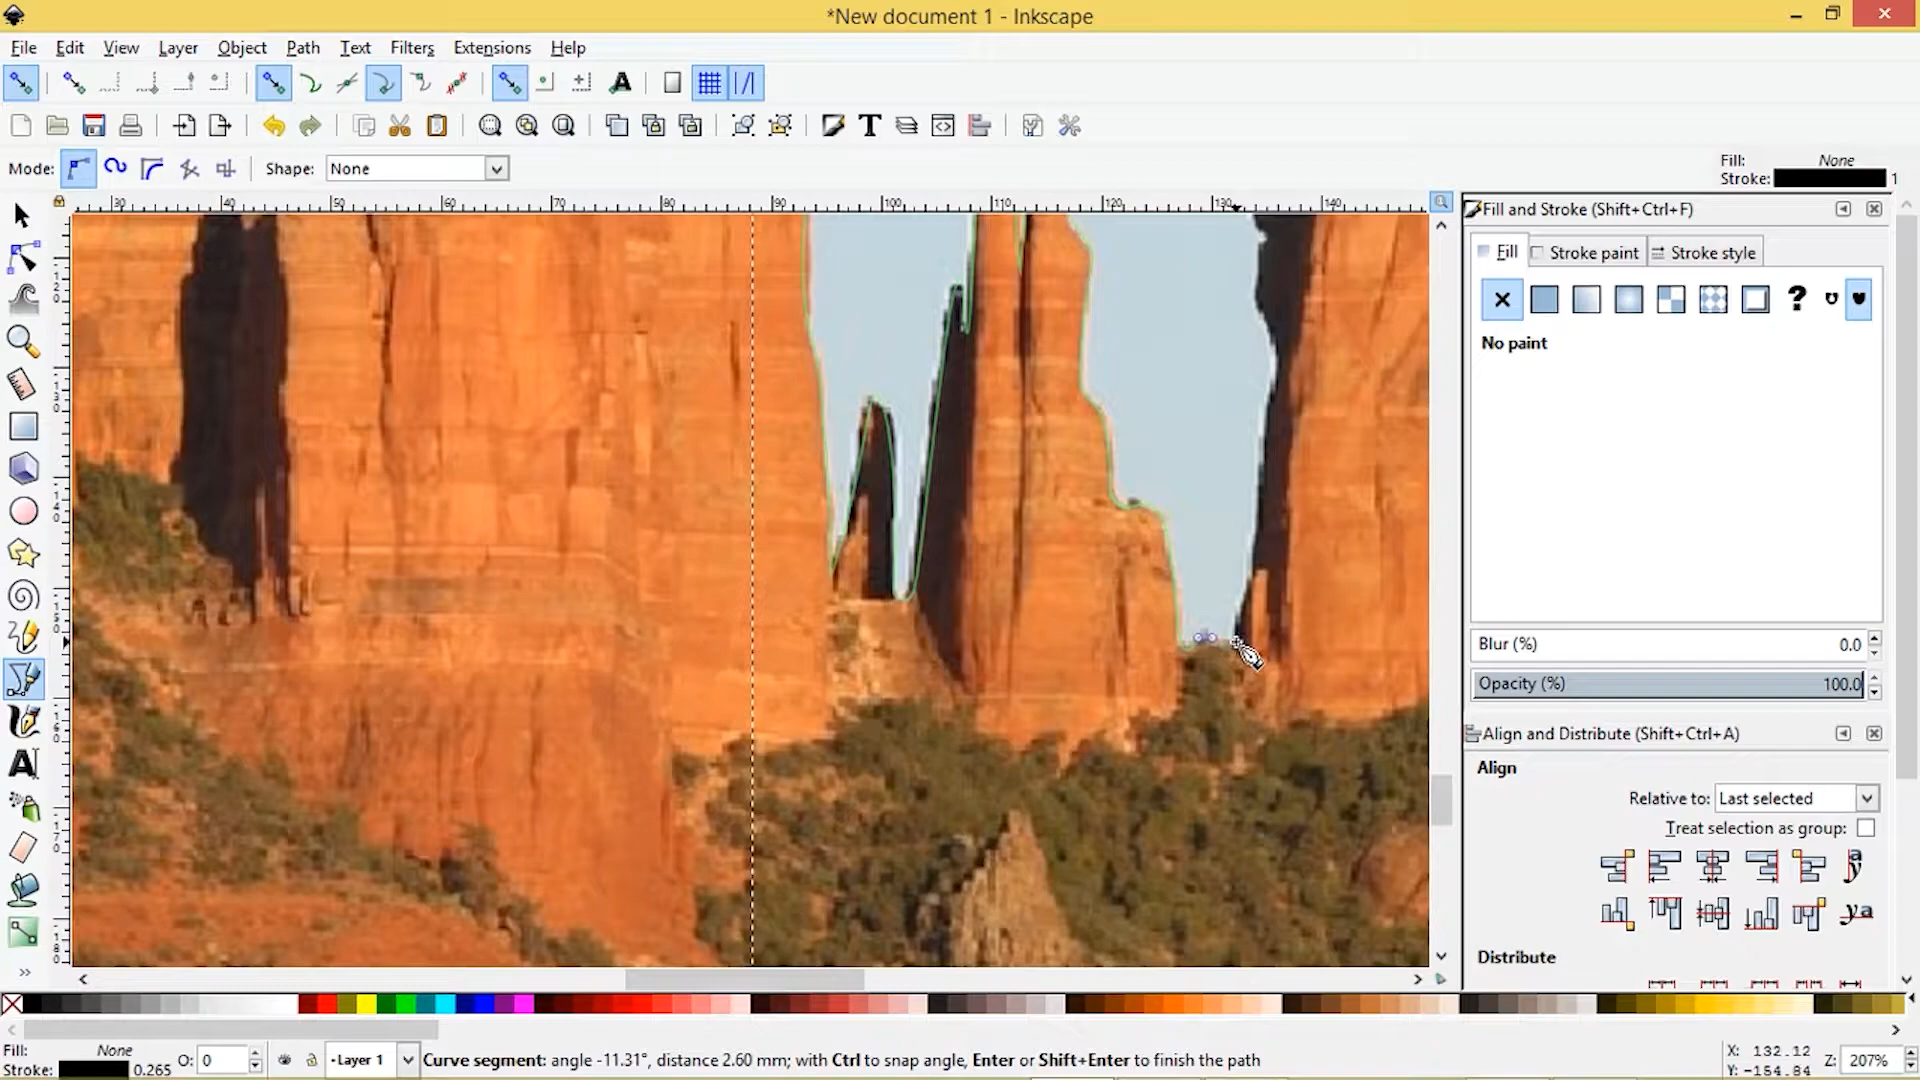 *New document 1 - Inkscape
File Edit View Layer Object Path Text Filters Extensions Help
Mode: Shape: None
Fill: None
Stroke: 1
Fill and Stroke (Shift+Ctrl+F)
Fill Stroke paint Stroke style
No paint
Blur (%) 0.0
Opacity (%) 100.0
Align and Distribute (Shift+Ctrl+A)
Align
Relative to: Last selected
Treat selection as group:
Distribute
Fill: None
Stroke: 0.265
O: 0
Layer 1
Curve segment: angle -11.31°, distance 2.60 mm; with Ctrl to snap angle, Enter or Shift+Enter to finish the path
X: 132.12
Y: -154.84
Z: 207%